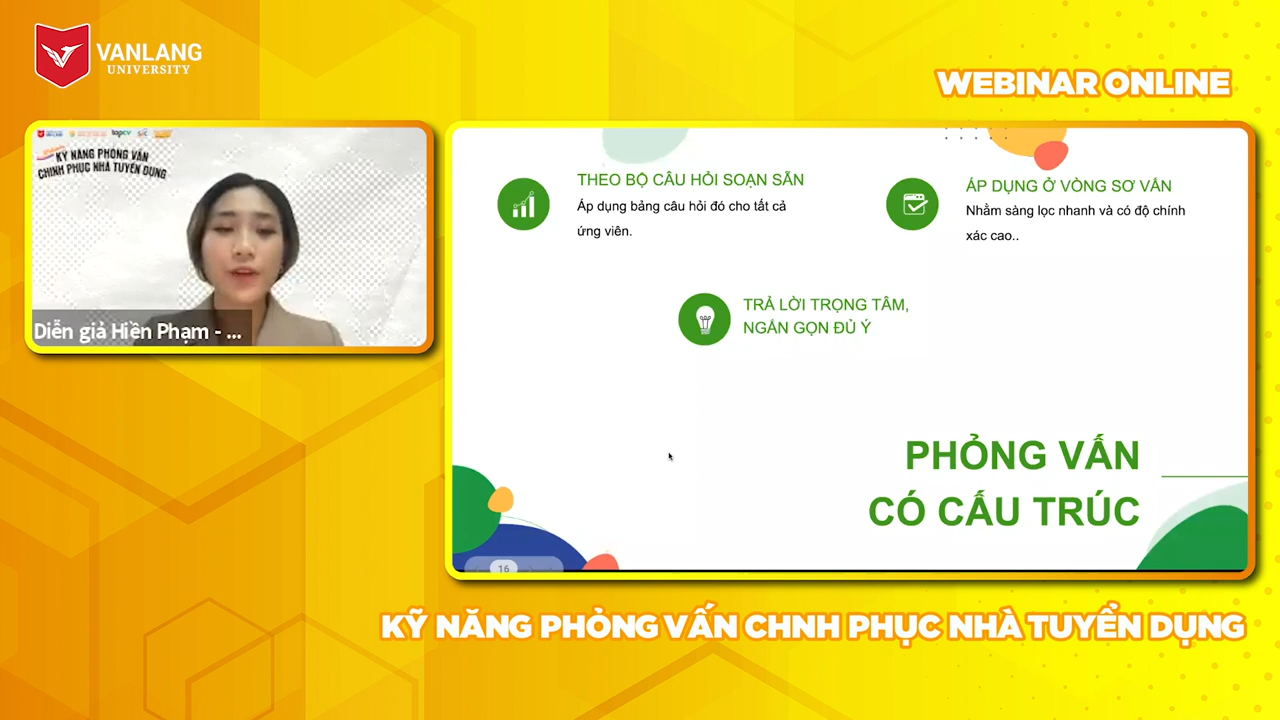 VANLANG
UNIVERSITY
WEBINAR ONLINE
topcv
KỸ NĂNG PHỎNG VẤN
CHINH PHỤC NHÀ TUYỂN DỤNG
Diễn giả Hiền Phạm - ...
THEO BỘ CÂU HỎI SOẠN SẴN
Áp dụng bảng câu hỏi đó cho tất cả
ứng viên.
ÁP DỤNG Ở VÒNG SƠ VẤN
Nhằm sàng lọc nhanh và có độ chính
xác cao..
TRẢ LỜI TRỌNG TÂM,
NGẮN GỌN ĐỦ Ý
PHỎNG VẤN
CÓ CẤU TRÚC
16
KỸ NĂNG PHỎNG VẤN CHNH PHỤC NHÀ TUYỂN DỤNG